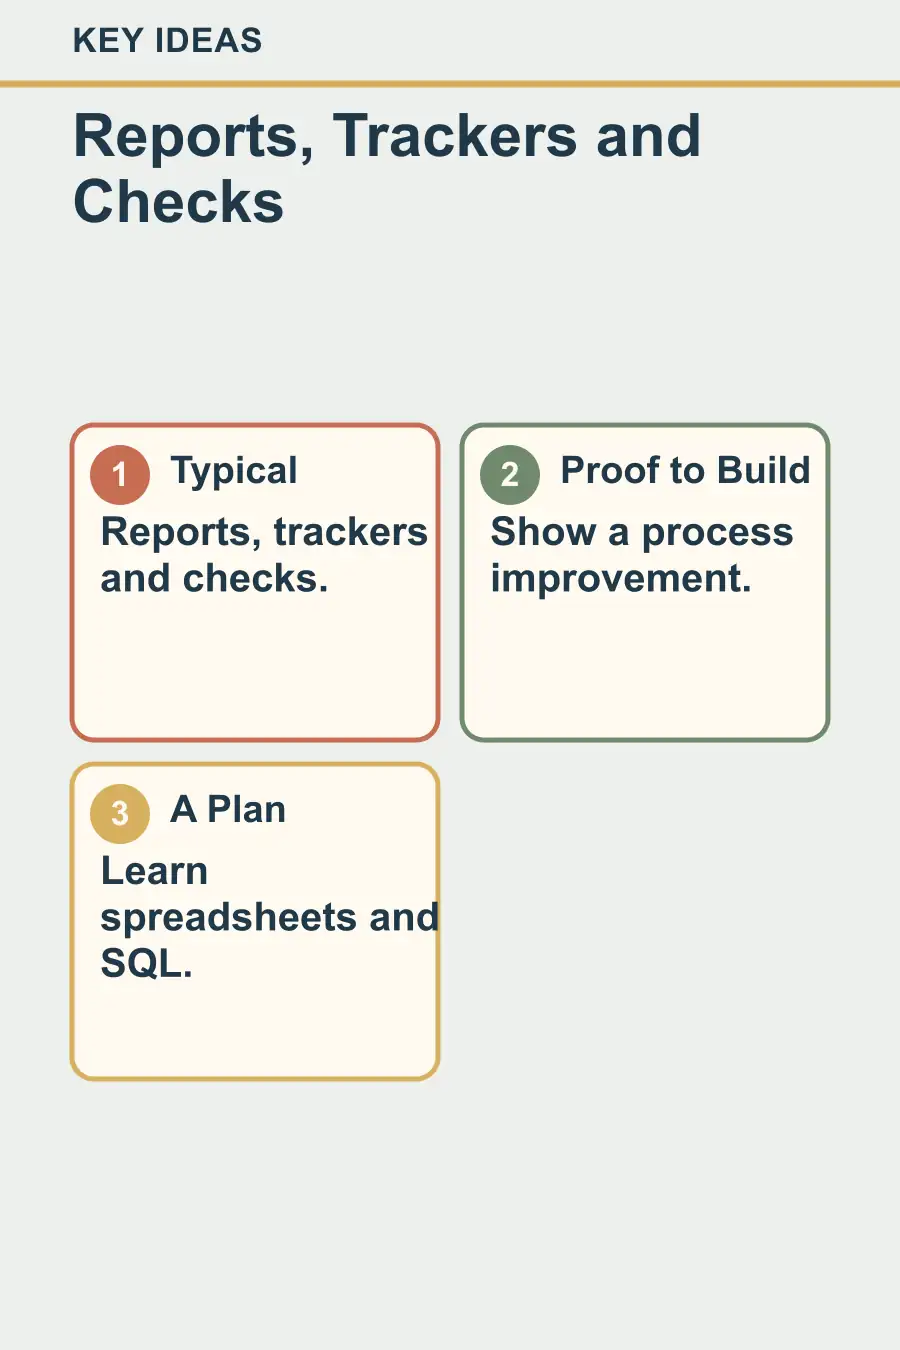 KEY IDEAS
Reports, Trackers and
Checks
1 Typical
Reports, trackers
and checks.
2 Proof to Build
Show a process
improvement.
3 A Plan
Learn
spreadsheets and
SQL.